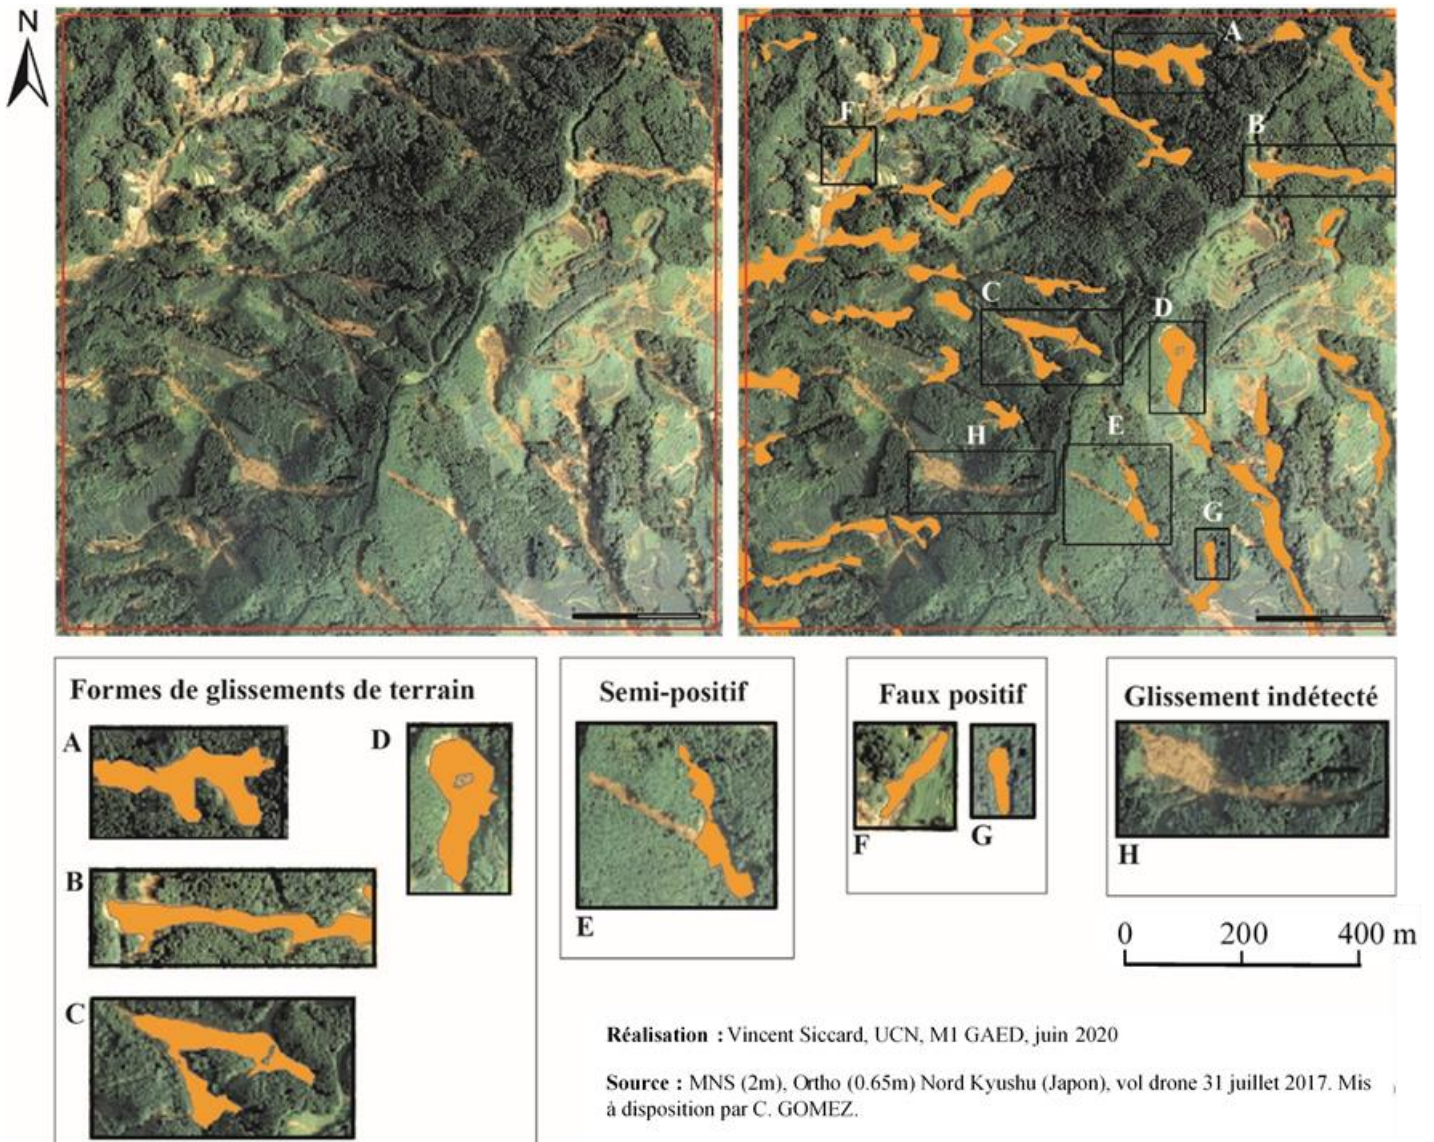 N
A
F
B
C
D
H
E
G
Formes de glissements de terrain
A
D
B
C
Semi-positif
E
Faux positif
F
G
Glissement indétecté
H
0 200 400 m
Réalisation : Vincent Siccard, UCN, M1 GAED, juin 2020
Source : MNS (2m), Ortho (0.65m) Nord Kyushu (Japon), vol drone 31 juillet 2017. Mis
à disposition par C. GOMEZ.